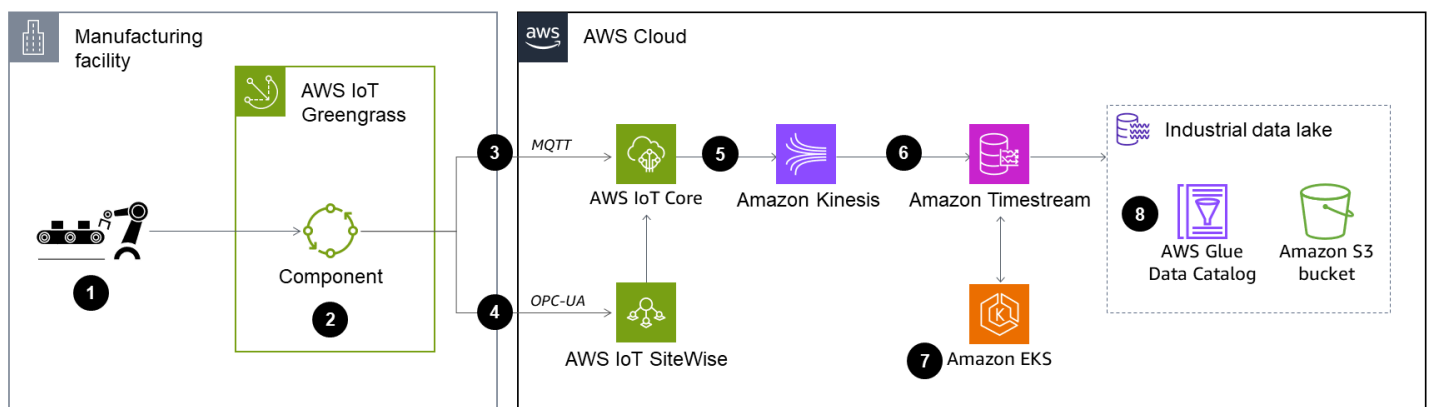 Manufacturing
facility
AWS IoT
Greengrass
Component
1
2
3
MQTT
4
OPC-UA
aws
AWS Cloud
AWS IoT Core
5
Amazon Kinesis
6
Amazon Timestream
AWS IoT SiteWise
K
7
Amazon EKS
Industrial data lake
8
AWS Glue
Data Catalog
Amazon S3
bucket